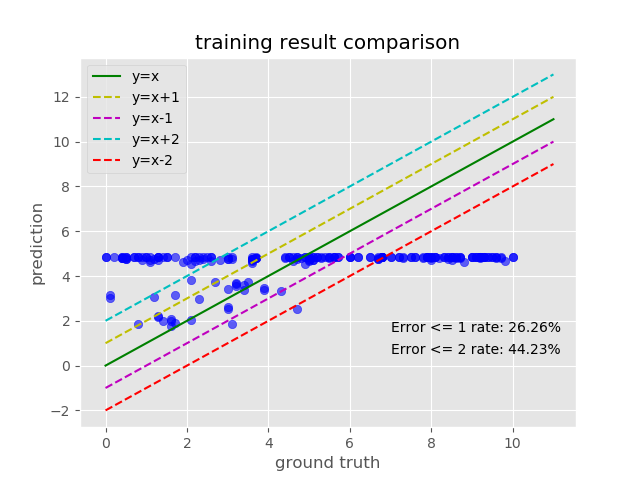 training result comparison
y=x
y=x+1
y=x-1
y=x+2
y=x-2
12
10
8
6
4
2
0
−2
prediction
Error <= 1 rate: 26.26%
Error <= 2 rate: 44.23%
0 2 4 6 8 10
ground truth